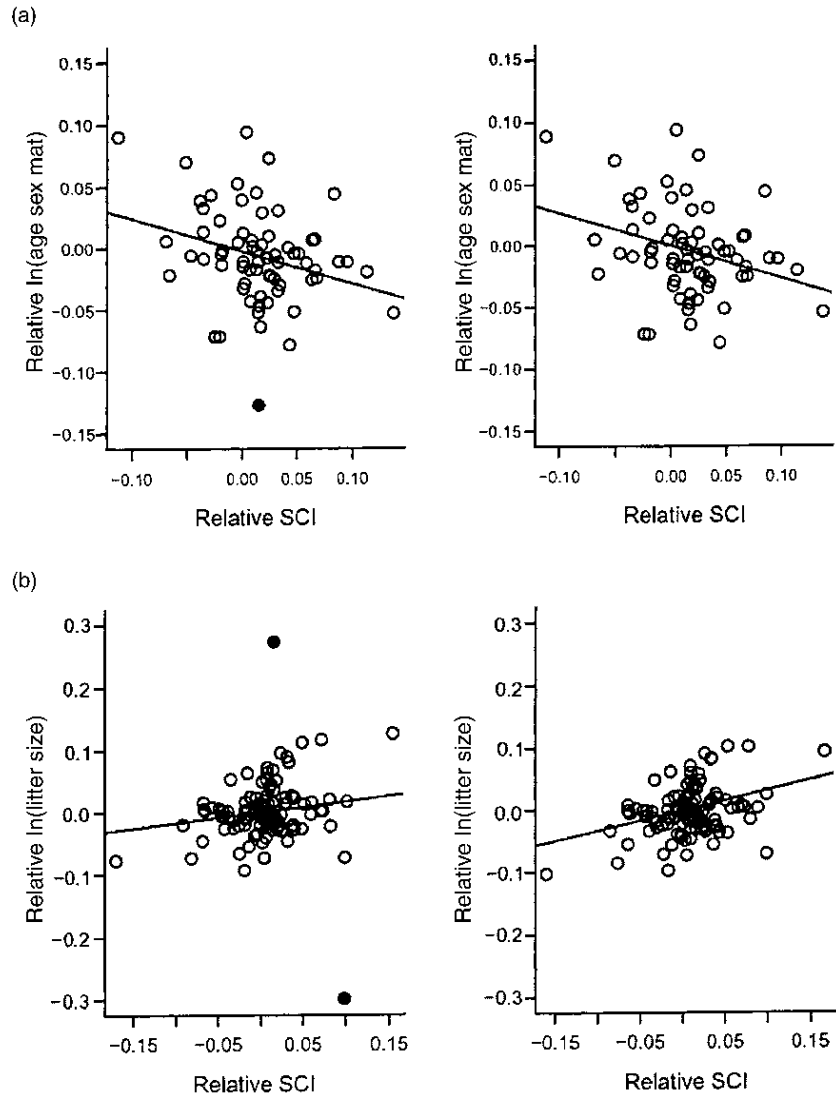 (a)
Relative ln(age sex mat)
0.15
0.10
0.05
0.00
−0.05
−0.10
−0.15
−0.10 0.00 0.05 0.10
Relative SCI
Relative ln(age sex mat)
0.15
0.10
0.05
0.00
−0.05
−0.10
−0.15
−0.10 0.00 0.05 0.10
Relative SCI
(b)
Relative ln(litter size)
0.3
0.2
0.1
0.0
−0.1
−0.2
−0.3
−0.15 −0.05 0.05 0.15
Relative SCI
Relative ln(litter size)
0.3
0.2
0.1
0.0
−0.1
−0.2
−0.3
−0.15 −0.05 0.05 0.15
Relative SCI